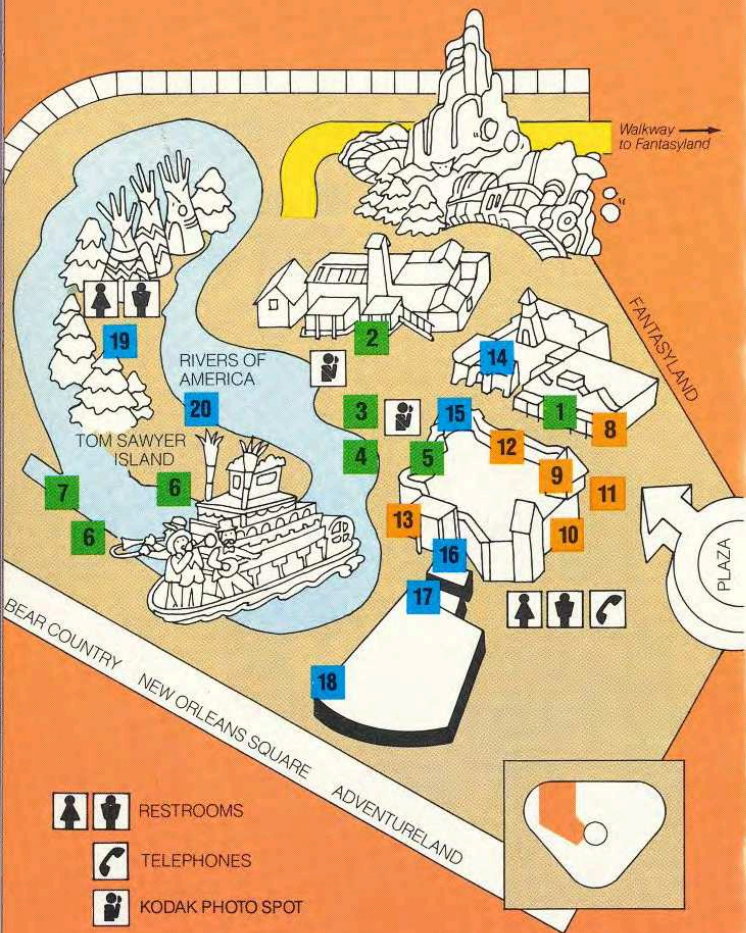 Walkway
to Fantasyland
FANTASYLAND
2
19
RIVERS OF
AMERICA
14
20
3
15
1
8
TOM SAWYER
ISLAND
4
5
12
9
7
6
11
6
13
10
16
PLAZA
17
BEAR COUNTRY
NEW ORLEANS SQUARE
ADVENTURELAND
18
RESTROOMS
TELEPHONES
KODAK PHOTO SPOT